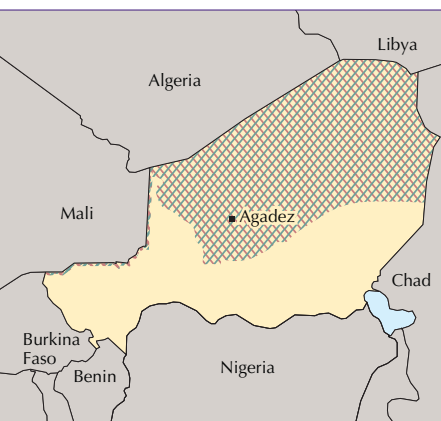 Libya
Algeria
Mali
Agadez
Chad
Burkina
Faso
Benin
Nigeria